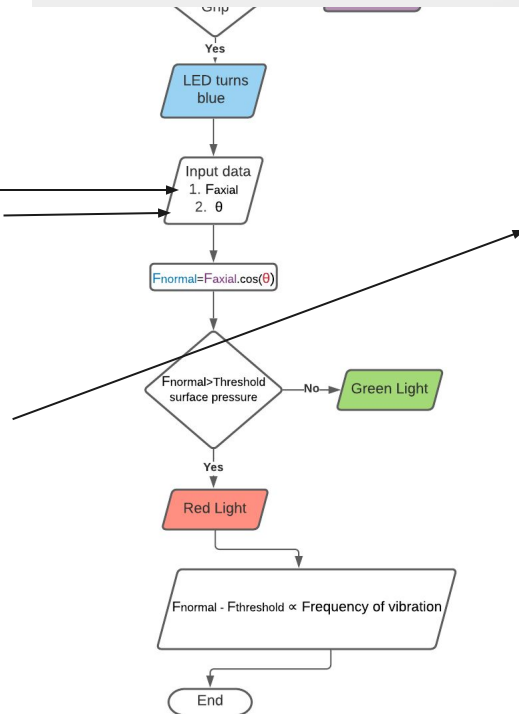 Grip
Yes
LED turns
blue
Input data
1. Faxial
2. θ
Fnormal=Faxial.cos(θ)
Fnormal>Threshold
surface pressure
No
Green Light
Yes
Red Light
Fnormal - Fthreshold ∝ Frequency of vibration
End